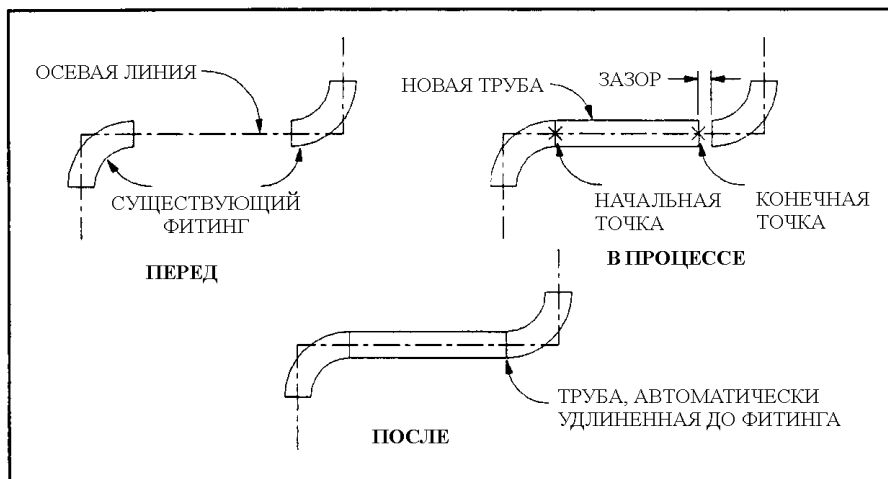 ОСЕВАЯ ЛИНИЯ
СУЩЕСТВУЮЩИЙ
ФИТИНГ
ПЕРЕД
НОВАЯ ТРУБА
ЗАЗОР
НАЧАЛЬНАЯ
ТОЧКА
КОНЕЧНАЯ
ТОЧКА
В ПРОЦЕССЕ
ТРУБА, АВТОМАТИЧЕСКИ
УДЛИНЕННАЯ ДО ФИТИНГА
ПОСЛЕ